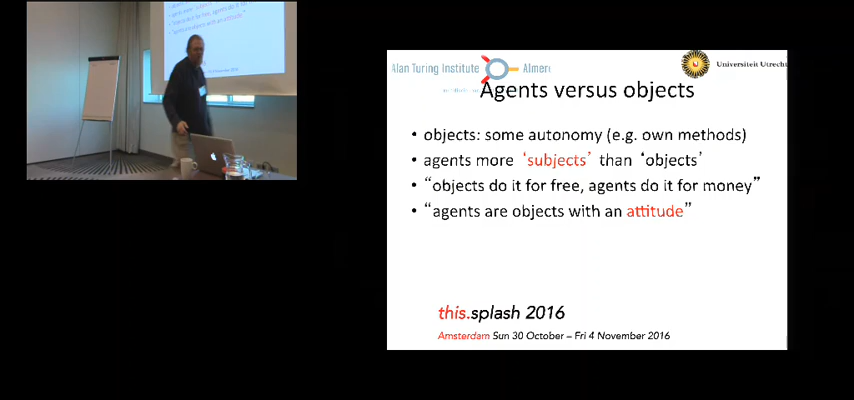 Alan Turing Institute Almere
Universiteit Utrecht
Agents versus objects
• objects: some autonomy (e.g. own methods)
• agents more ‘subjects’ than ‘objects’
• “objects do it for free, agents do it for money”
• “agents are objects with an attitude”
this.splash 2016
Amsterdam Sun 30 October – Fri 4 November 2016